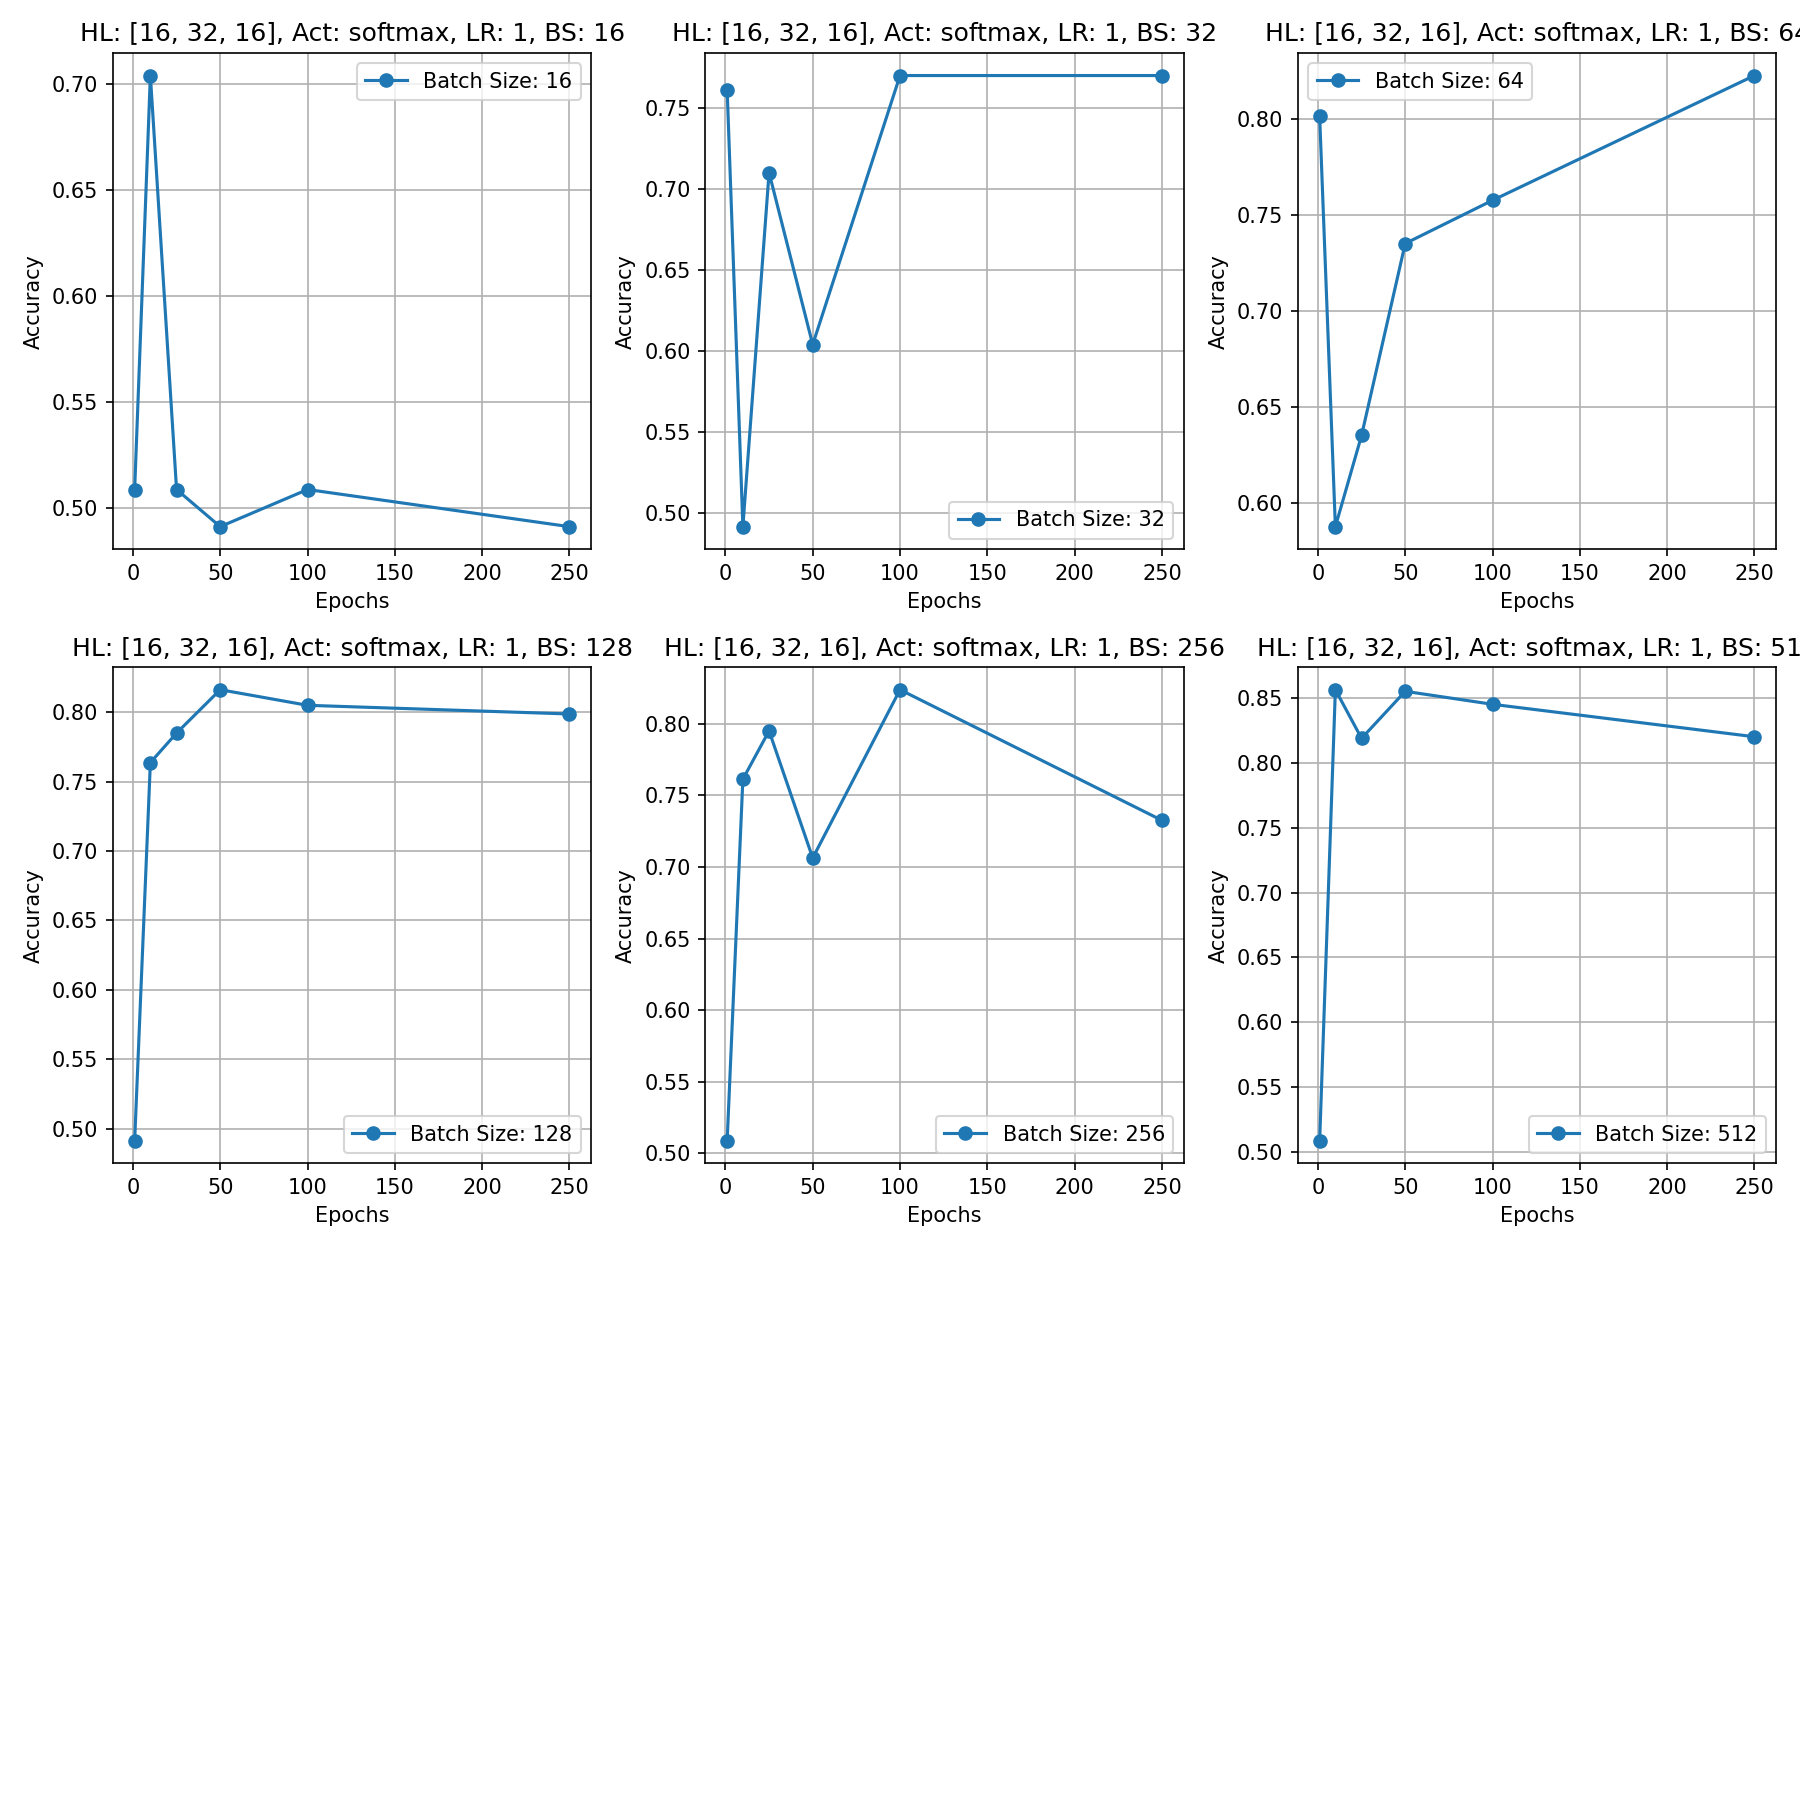 HL: [16, 32, 16], Act: softmax, LR: 1, BS: 16
Batch Size: 16
0.70
0.65
0.60
0.55
0.50
Accuracy
0 50 100 150 200 250
Epochs
HL: [16, 32, 16], Act: softmax, LR: 1, BS: 32
0.75
0.70
0.65
0.60
0.55
0.50
Accuracy
Batch Size: 32
0 50 100 150 200 250
Epochs
HL: [16, 32, 16], Act: softmax, LR: 1, BS: 64
Batch Size: 64
0.80
0.75
0.70
0.65
0.60
Accuracy
0 50 100 150 200 250
Epochs
HL: [16, 32, 16], Act: softmax, LR: 1, BS: 128
0.80
0.75
0.70
0.65
0.60
0.55
0.50
Accuracy
Batch Size: 128
0 50 100 150 200 250
Epochs
HL: [16, 32, 16], Act: softmax, LR: 1, BS: 256
0.80
0.75
0.70
0.65
0.60
0.55
0.50
Accuracy
Batch Size: 256
0 50 100 150 200 250
Epochs
HL: [16, 32, 16], Act: softmax, LR: 1, BS: 51
0.85
0.80
0.75
0.70
0.65
0.60
0.55
0.50
Accuracy
Batch Size: 512
0 50 100 150 200 250
Epochs